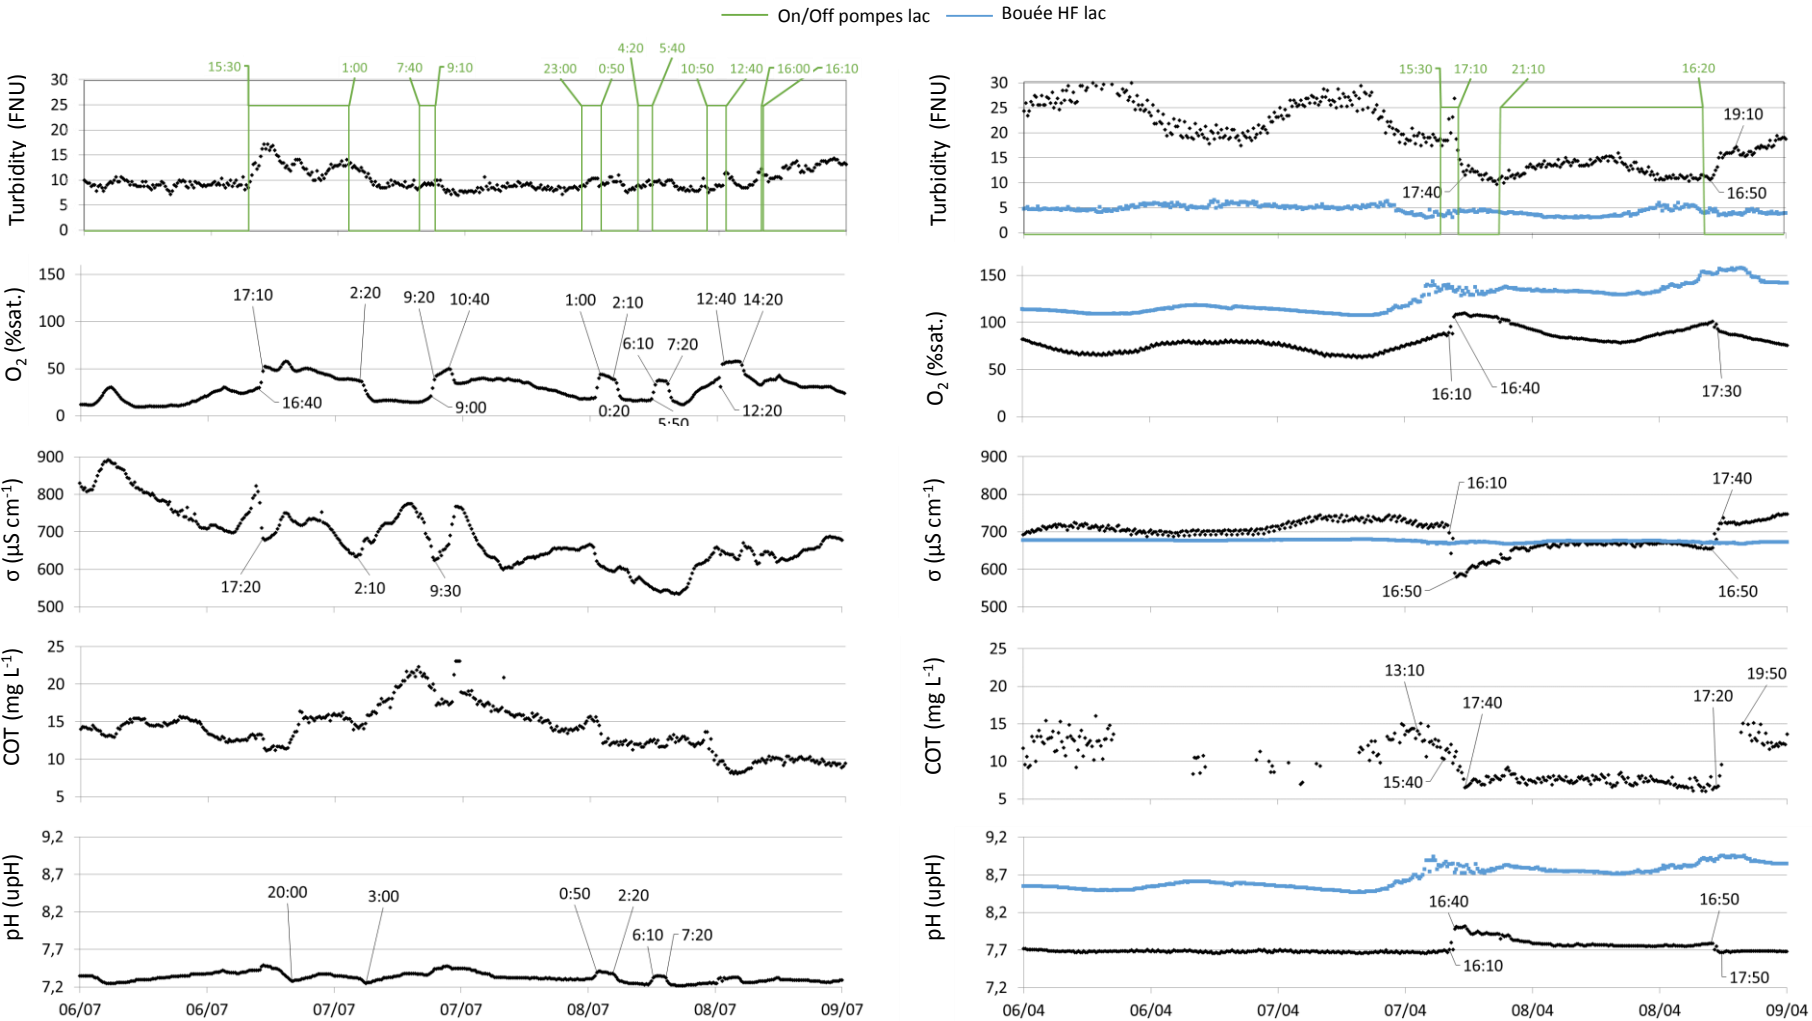 On/Off pompes lac
Bouée HF lac
15:30 1:00 7:40 9:10 23:00 0:50 4:20 5:40 10:50 12:40 16:00 16:10
Turbidity (FNU)
30
25
20
15
10
5
0
15:30 17:10 21:10 16:20
Turbidity (FNU)
30
25
20
15
10
5
0
19:10
17:40
16:50
O2 (%sat.)
150
100
50
0
17:10 2:20 9:20 10:40 1:00 2:10 12:40 14:20
6:10 7:20
16:40 9:00 0:20 5:50 12:20
O2 (%sat.)
150
100
50
0
16:10 16:40 17:30
σ (µS cm-1)
900
800
700
600
500
17:20 2:10 9:30
σ (µS cm-1)
900
800
700
600
500
16:10 17:40
16:50 16:50
COT (mg L-1)
25
20
15
10
5
COT (mg L-1)
25
20
15
10
5
13:10 17:40 17:20 19:50
15:40
pH (upH)
9,2
8,7
8,2
7,7
7,2
20:00 3:00 0:50 2:20
6:10 7:20
06/07 06/07 07/07 07/07 08/07 08/07 09/07
pH (upH)
9,2
8,7
8,2
7,7
7,2
16:40 16:50
16:10 17:50
06/04 06/04 07/04 07/04 08/04 08/04 09/04